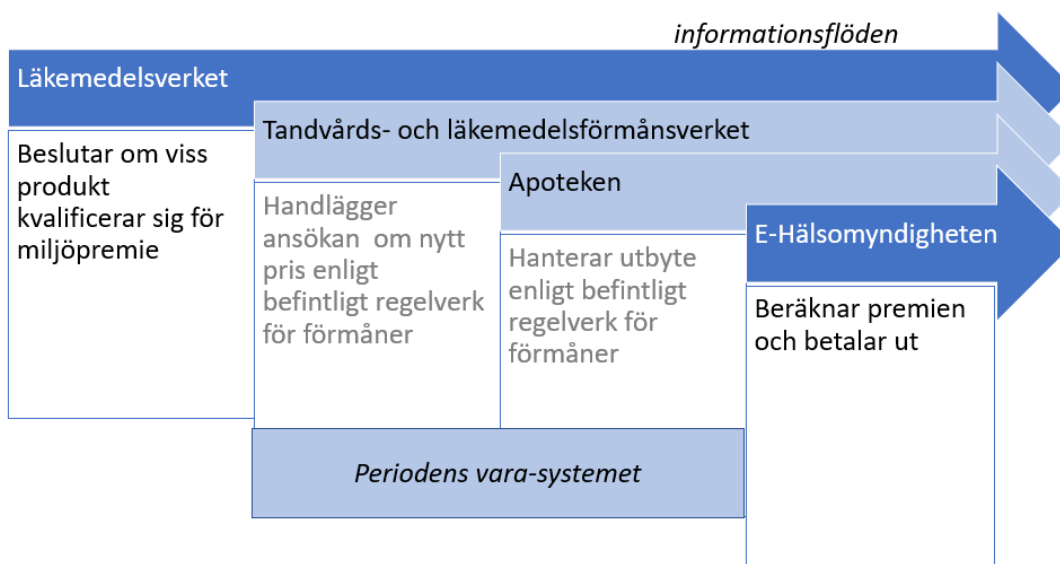 informationsflöden
Läkemedelsverket
Beslutar om viss
produkt
kvalificerar sig för
miljöpremie
Tandvårds- och läkemedelsförmånsverket
Handlägger
ansökan  om nytt
pris enligt
befintligt regelverk
för förmåner
Apoteken
Hanterar utbyte
enligt befintligt
regelverk för
förmåner
E-Hälsomyndigheten
Beräknar premien
och betalar ut
Periodens vara-systemet